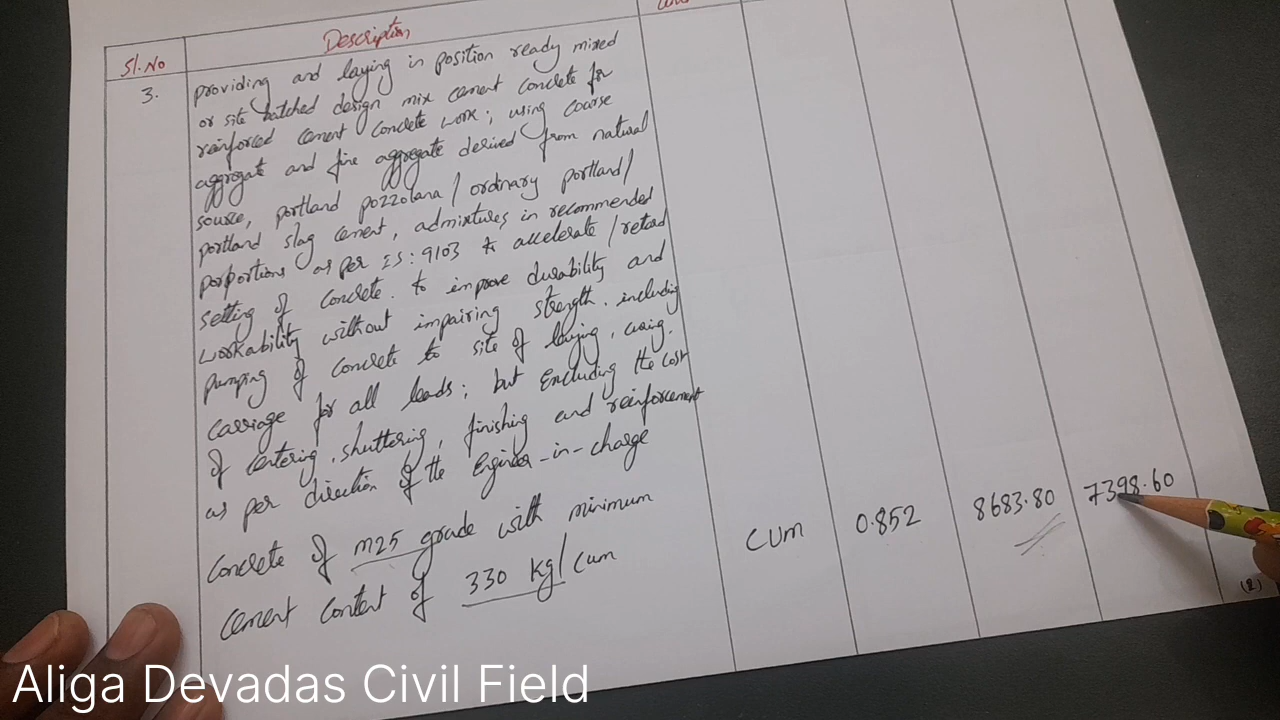 Sl.No
Description
3.
providing and laying in position ready mixed
or site batched design mix cement concrete for
reinforced cement concrete work; using coarse
aggregate and fine aggregate derived from natural
source, portland pozzolana/ordinary portland/
portland slag cement, admixtures in recommended
porportions as per IS:9103 to accelerate/retard
setting of concrete. to improve durability and
workability without impairing strength. including
pumping of concrete to site of laying,
carriage for all leads; but Excluding the cost
of centering, shuttering, finishing and reinforcement
as per direction of the Engineer-in-charge
Concrete of M25 grade with minimum
cement content of 330 kg/cum
CUM
0.852
8683.80
7398.60
Aliga Devadas Civil Field